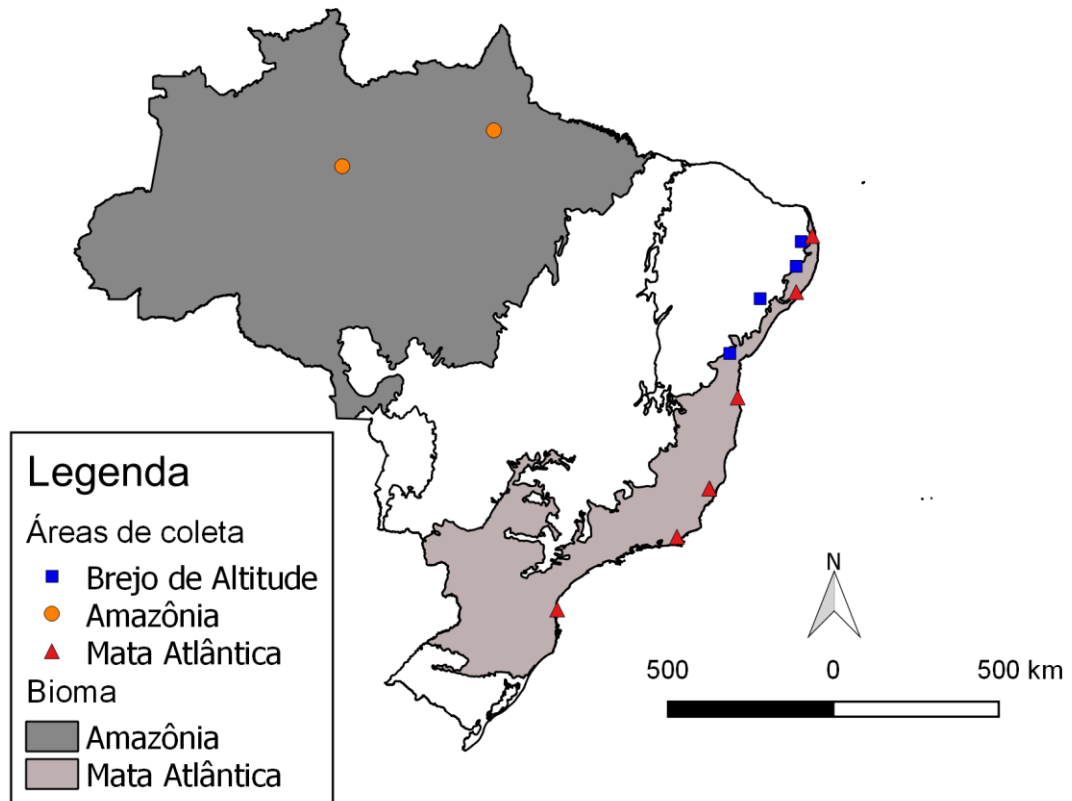 Legenda
Áreas de coleta
Brejo de Altitude
Amazônia
Mata Atlântica
Bioma
Amazônia
Mata Atlântica
N
500 0 500 km